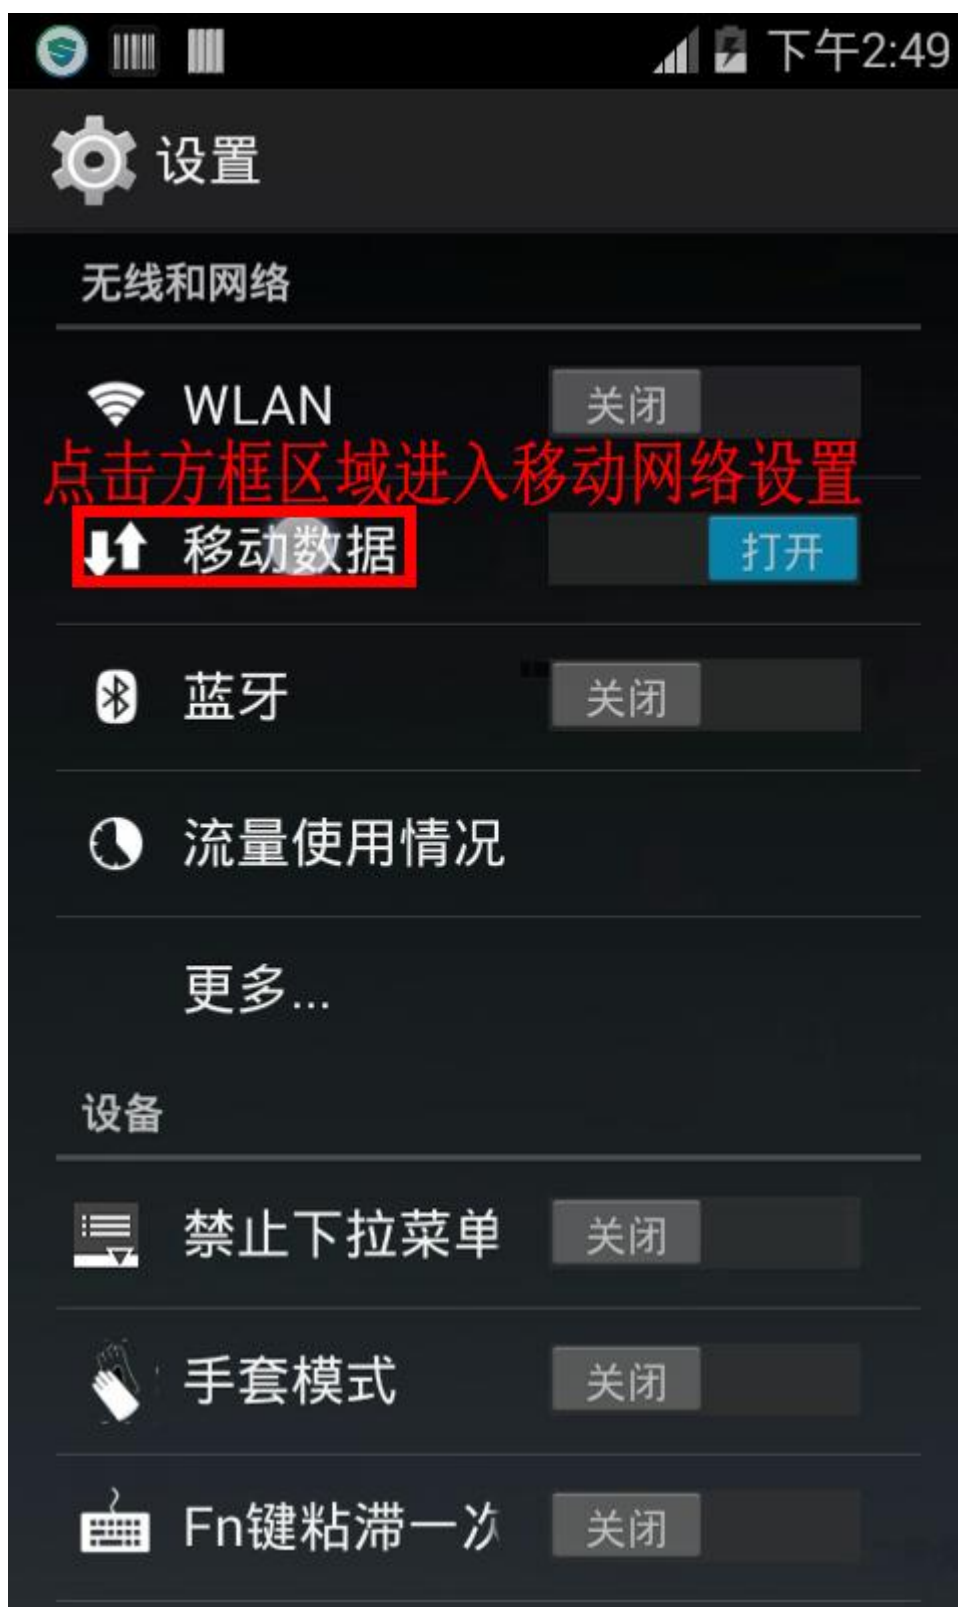 下午2:49
设置
无线和网络
WLAN 关闭
点击方框区域进入移动网络设置
移动数据 打开
蓝牙 关闭
流量使用情况
更多...
设备
禁止下拉菜单 关闭
手套模式 关闭
Fn键粘滞一次 关闭